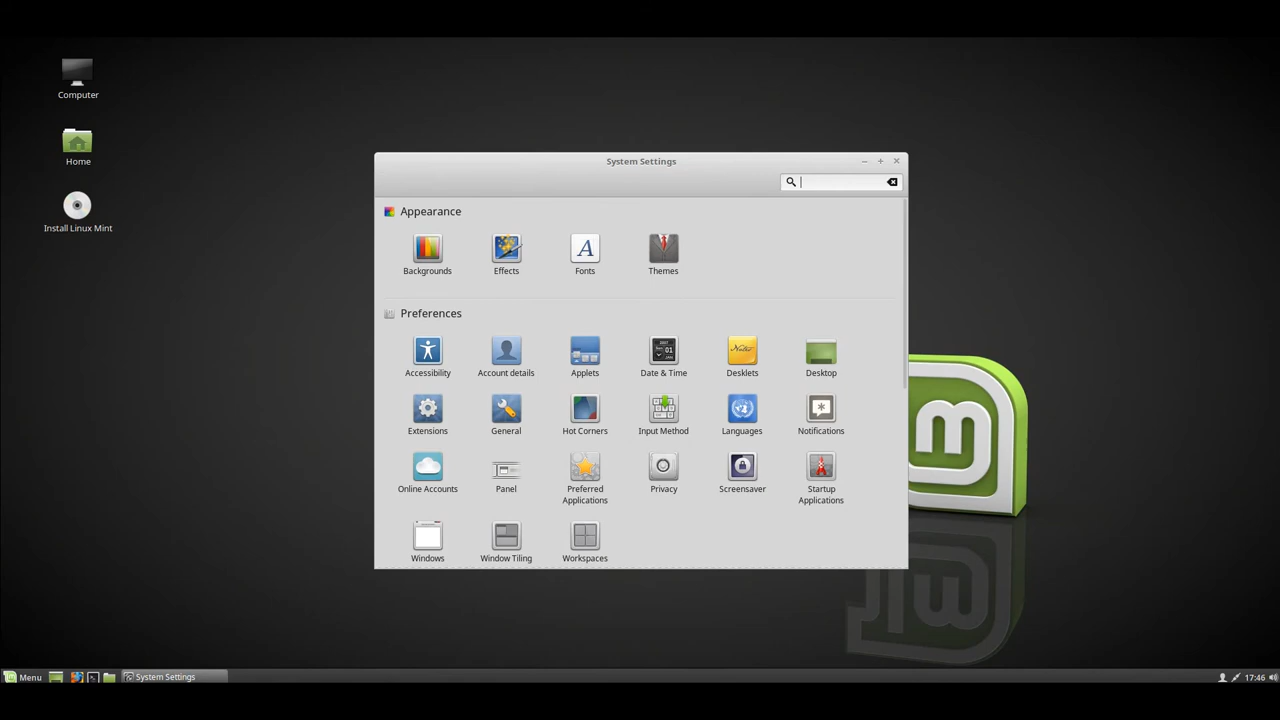 Computer
Home
Install Linux Mint
System Settings
Appearance
Backgrounds
Effects
Fonts
Themes
Preferences
Accessibility
Account details
Applets
Date & Time
Desklets
Desktop
Extensions
General
Hot Corners
Input Method
Languages
Notifications
Online Accounts
Panel
Preferred
Applications
Privacy
Screensaver
Startup
Applications
Windows
Window Tiling
Workspaces
Menu
System Settings
17:46